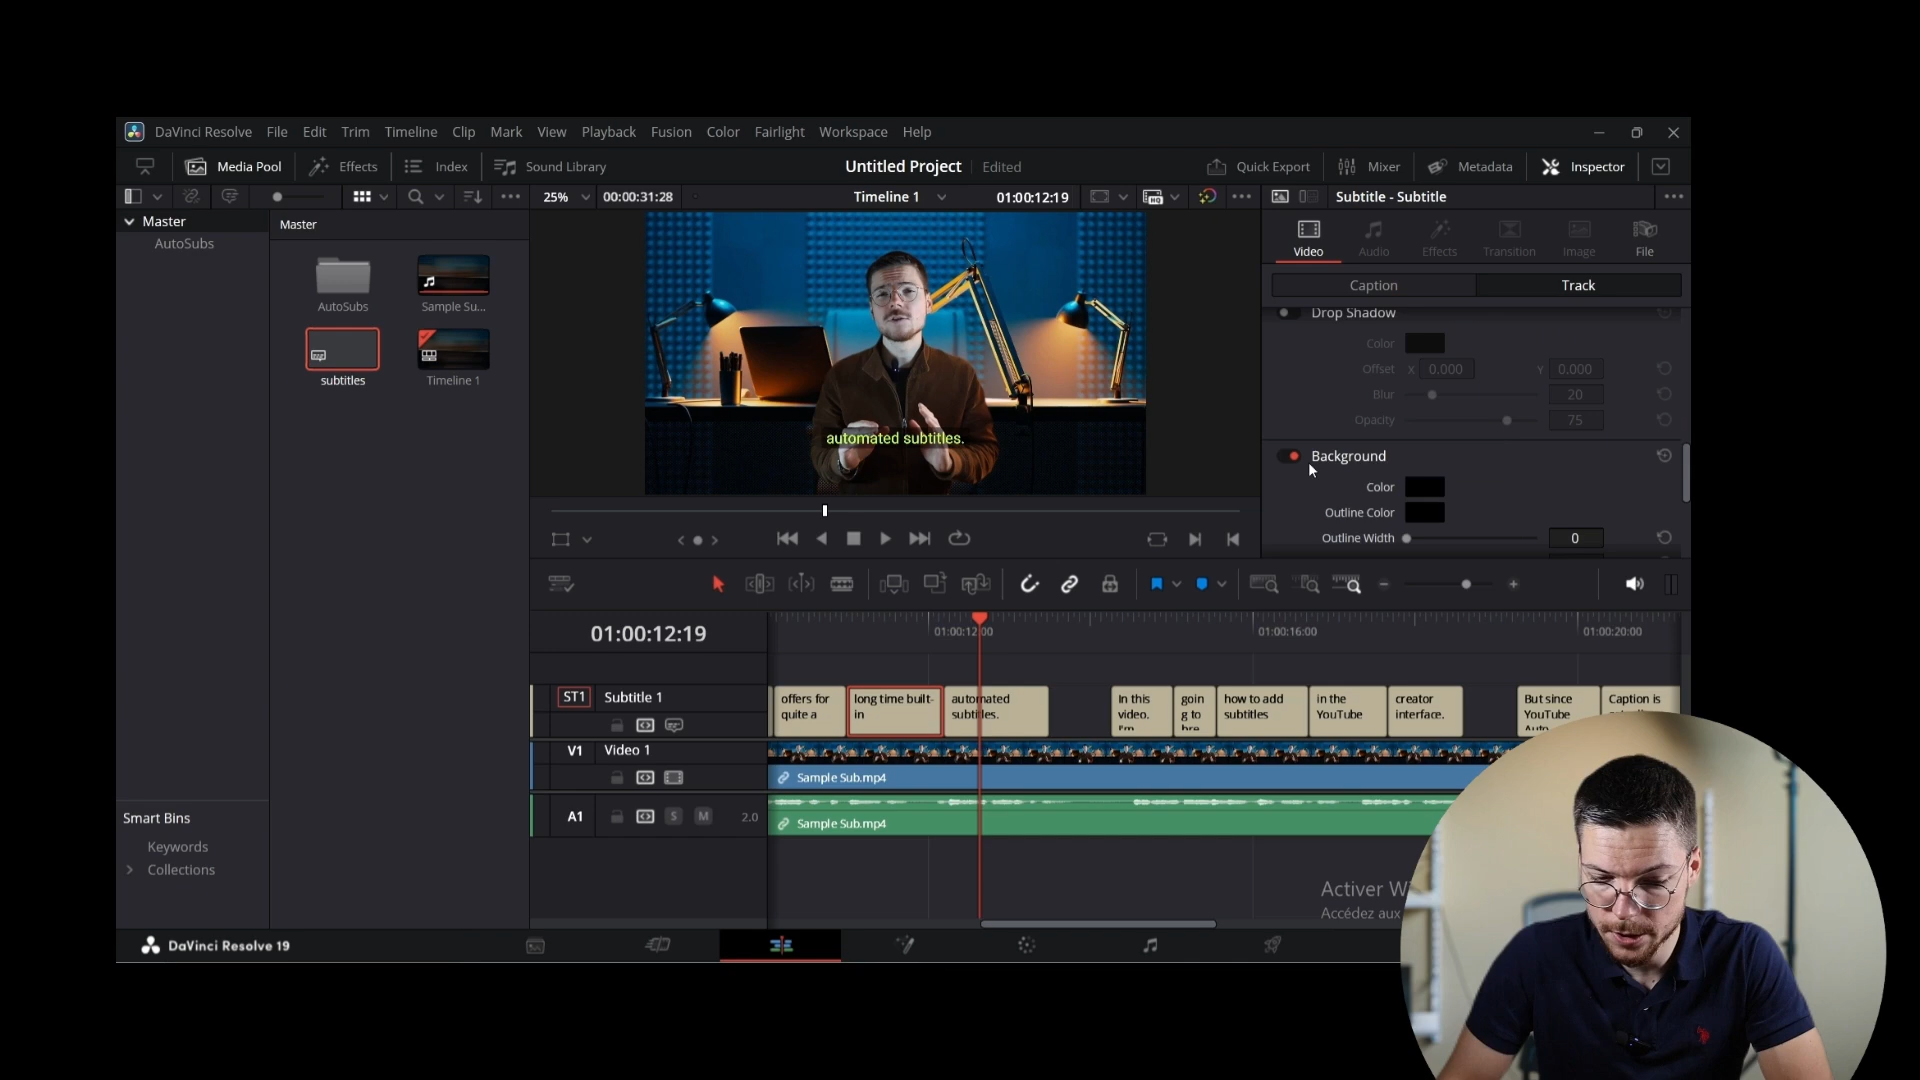 DaVinci Resolve File Edit Trim Timeline Clip Mark View Playback Fusion Color Fairlight Workspace Help
Media Pool Effects Index Sound Library Untitled Project Edited Quick Export Mixer Metadata Inspector
25% 00:00:31:28 Timeline 1 01:00:12:19 Subtitle - Subtitle
Master
AutoSubs
Master
AutoSubs
Sample Su...
subtitles
Timeline 1
automated subtitles.
Video Audio Effects Transition Image File
Caption Track
Drop Shadow
Color
Offset X 0.000 Y 0.000
Blur 20
Opacity 75
Background
Color
Outline Color
Outline Width 0
01:00:12:19
01:00:12:00 01:00:16:00 01:00:20:00
ST1 Subtitle 1
offers for
quite a
long time built-
in
automated
subtitles.
In this
video.
I'm
goin
g to
bre
how to add
subtitles
in the
YouTube
creator
interface.
But since
YouTube
Auto
Caption is
V1 Video 1
Sample Sub.mp4
A1 S M 2.0
Sample Sub.mp4
Smart Bins
Keywords
Collections
Activer
Accédez aux
DaVinci Resolve 19